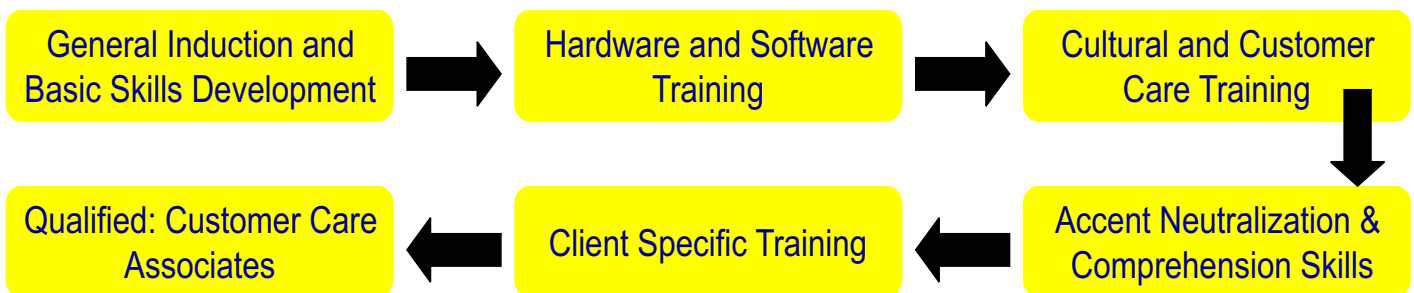 General Induction and
Basic Skills Development
Hardware and Software
Training
Cultural and Customer
Care Training
Accent Neutralization &
Comprehension Skills
Client Specific Training
Qualified: Customer Care
Associates